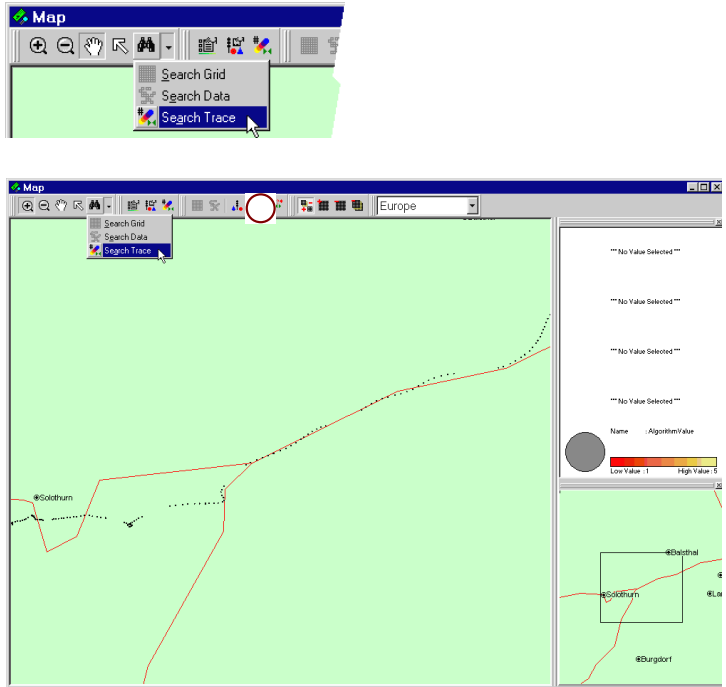 Map
Search Grid
Search Data
Search Trace
Map
Europe
Search Grid
Search Data
Search Trace
Solothurn
*** No Value Selected ***
*** No Value Selected ***
*** No Value Selected ***
*** No Value Selected ***
Name : AlgorithmValue
Low Value : 1 High Value : 5
Balsthal
Solothurn
Burgdorf